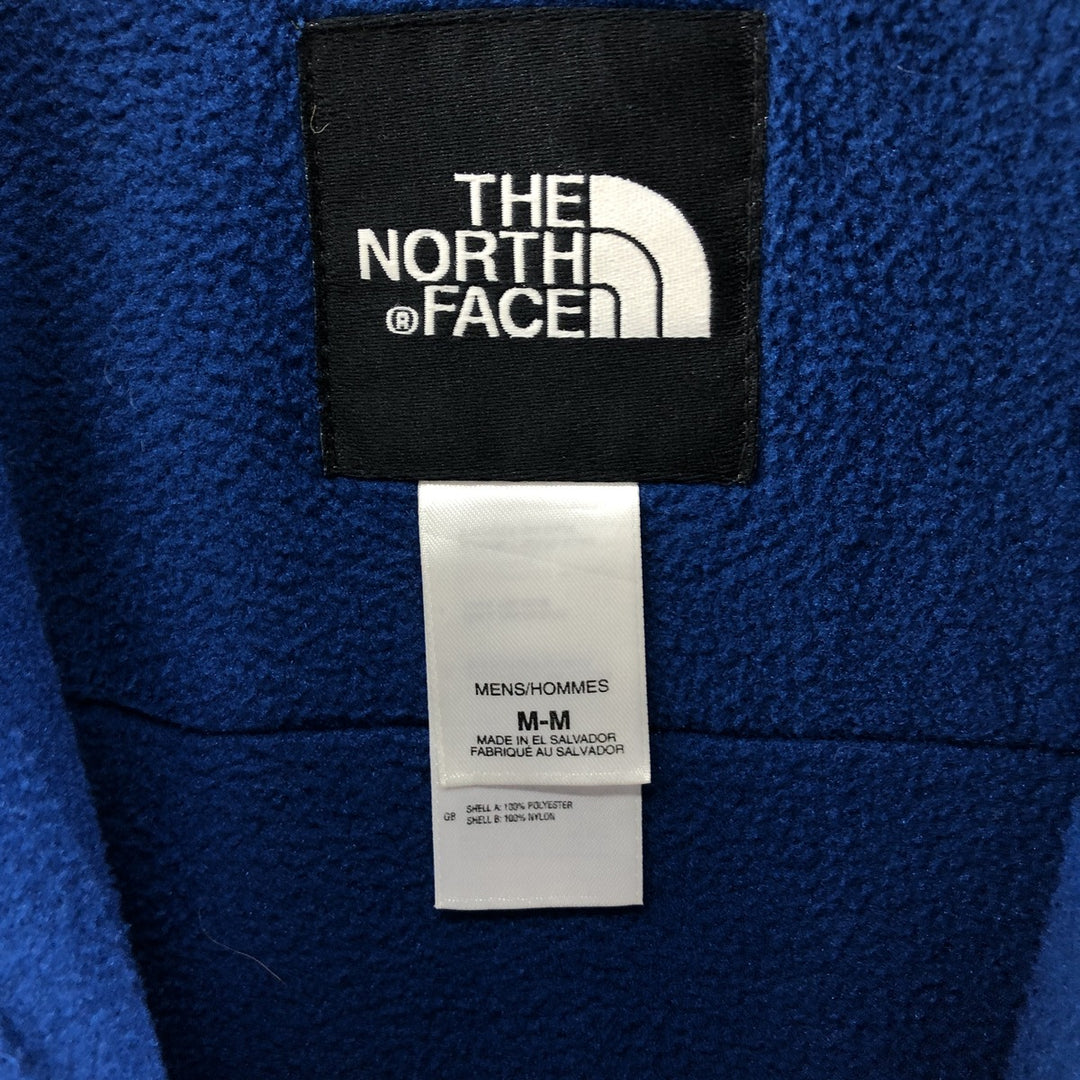 THE
NORTH
®FACE
MENS/HOMMES
M-M
MADE IN EL SALVADOR
FABRIQUÉ AU SALVADOR
GB SHELL A: 100% POLYESTER
SHELL B: 100% NYLON